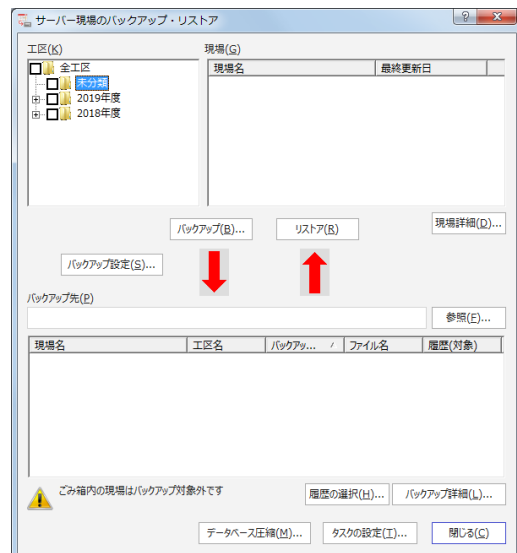 サーバー現場のバックアップ・リストア
工区(K)
現場(G)
全工区
未分類
2019年度
2018年度
現場名 最終更新日
バックアップ(B)... リストア(R) 現場詳細(D)...
バックアップ設定(S)...
バックアップ先(P)
参照(F)...
現場名 工区名 バックアッ... ファイル名 履歴(対象)
ごみ箱内の現場はバックアップ対象外です
履歴の選択(H)... バックアップ詳細(L)...
データベース圧縮(M)... タスクの設定(T)... 閉じる(C)